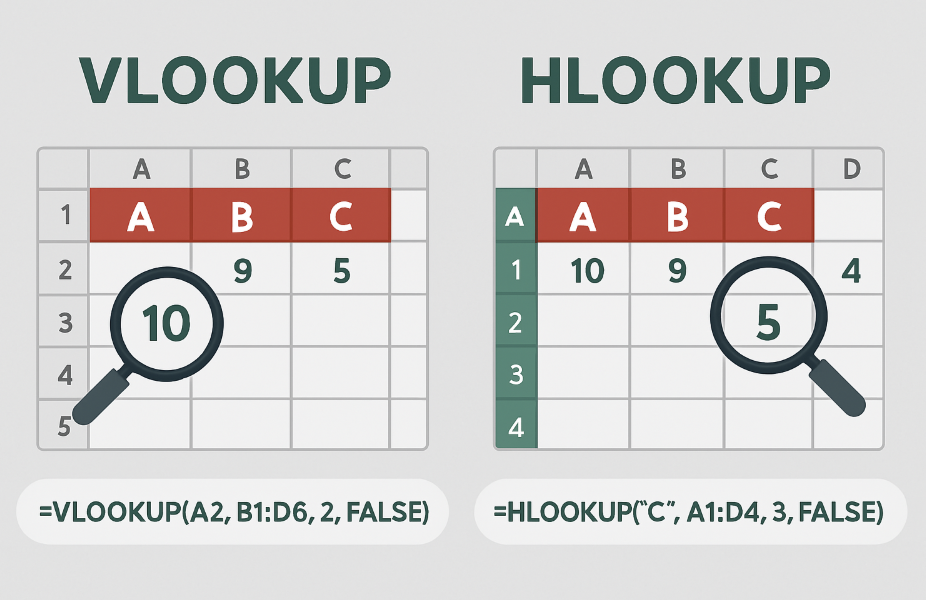 VLOOKUP
A B C
1 A B C
2 9 5
3 10
4
5
=VLOOKUP(A2, B1:D6, 2, FALSE)
HLOOKUP
A B C D
A A B C
1 10 9 4
2 5
3
4
=HLOOKUP("C", A1:D4, 3, FALSE)